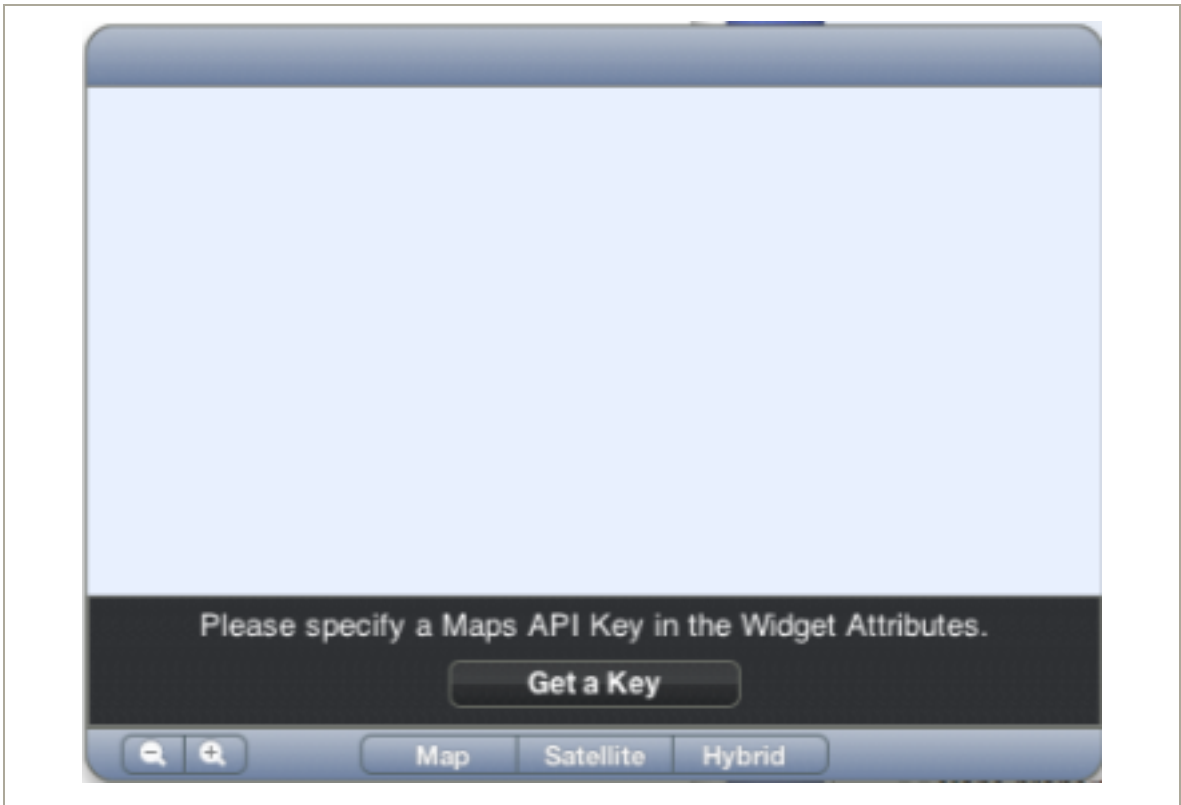 Please specify a Maps API Key in the Widget Attributes.
Get a Key
Map Satellite Hybrid